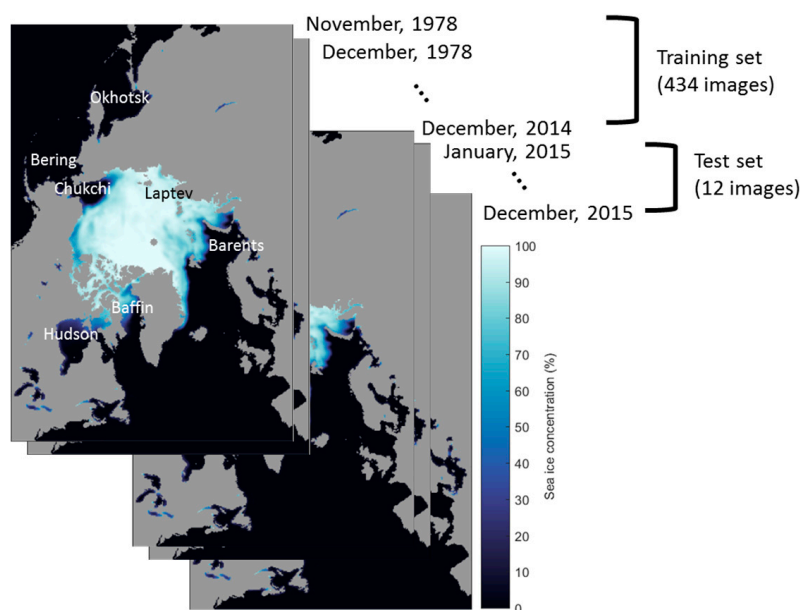 November, 1978
December, 1978
Training set
(434 images)
Okhotsk
December, 2014
January, 2015
Test set
(12 images)
Bering
Chukchi
Laptev
December, 2015
Barents
100
90
80
Baffin
70
Hudson
60
50
40
30
20
10
0
Sea ice concentration (%)